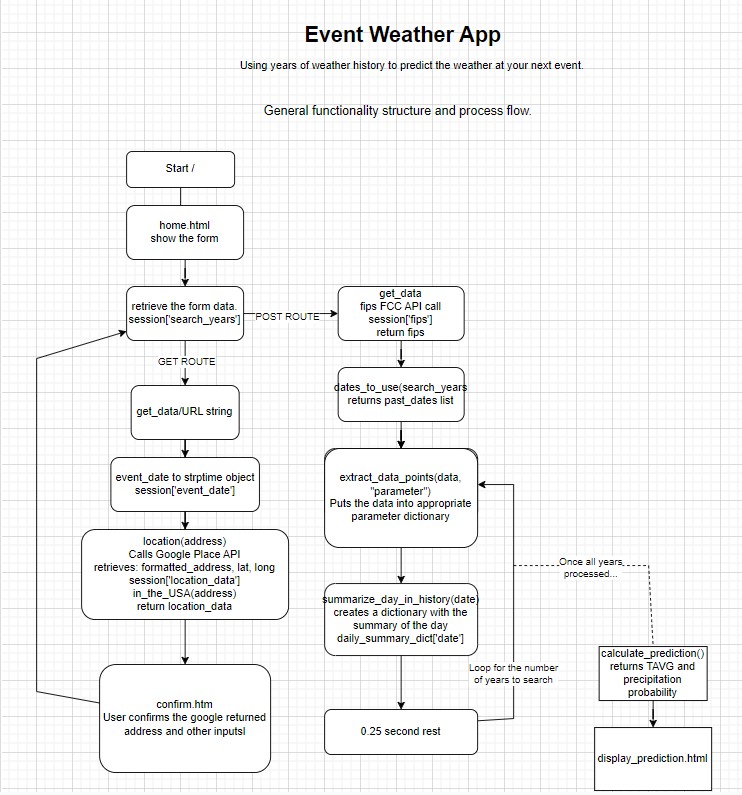 Event Weather App
Using years of weather history to predict the weather at your next event.
General functionality structure and process flow.
Start /
home.html
show the form
retrieve the form data.
session['search_years']
POST ROUTE
get_data
fips FCC API call
session['fips']
return fips
GET ROUTE
dates_to_use(search_years
returns past_dates list
get_data/URL string
event_date to strptime object
session['event_date']
extract_data_points(data,
"parameter")
Puts the data into appropriate
parameter dictionary
location(address)
Calls Google Place API
retrieves: formatted_address, lat, long
session['location_data']
in_the_USA(address)
return location_data
Once all years
processed...
summarize_day_in_history(date)
creates a dictionary with the
summary of the day
daily_summary_dict['date']
Loop for the number
of years to search
calculate_prediction()
returns TAVG and
precipitation
probability
confirm.htm
User confirms the google returned
address and other inputsl
0.25 second rest
display_prediction.html